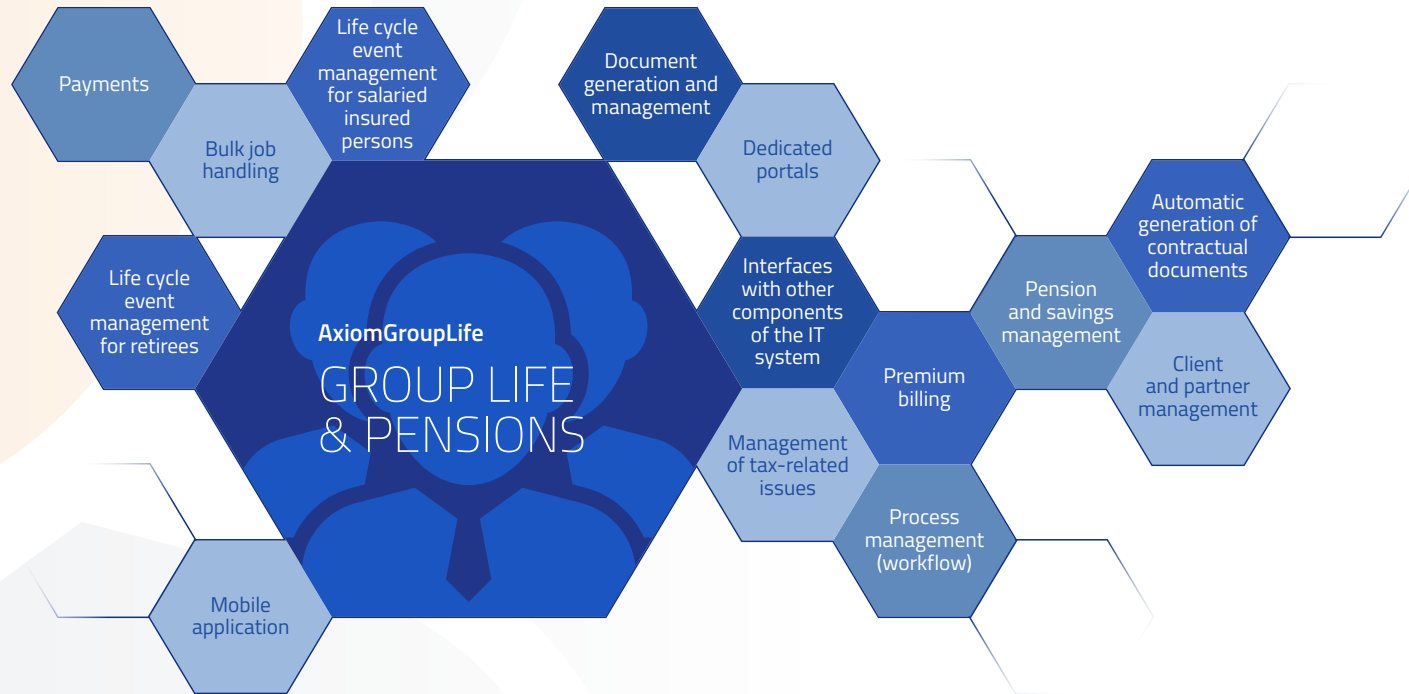 Payments
Bulk job
handling
Life cycle
event
management
for salaried
insured
persons
Life cycle
event
management
for retirees
AxiomGroupLife
GROUP LIFE
& PENSIONS
Mobile
application
Document
generation and
management
Dedicated
portals
Interfaces
with other
components
of the IT
system
Management
of tax-related
issues
Premium
billing
Process
management
(workflow)
Pension
and savings
management
Automatic
generation of
contractual
documents
Client
and partner
management